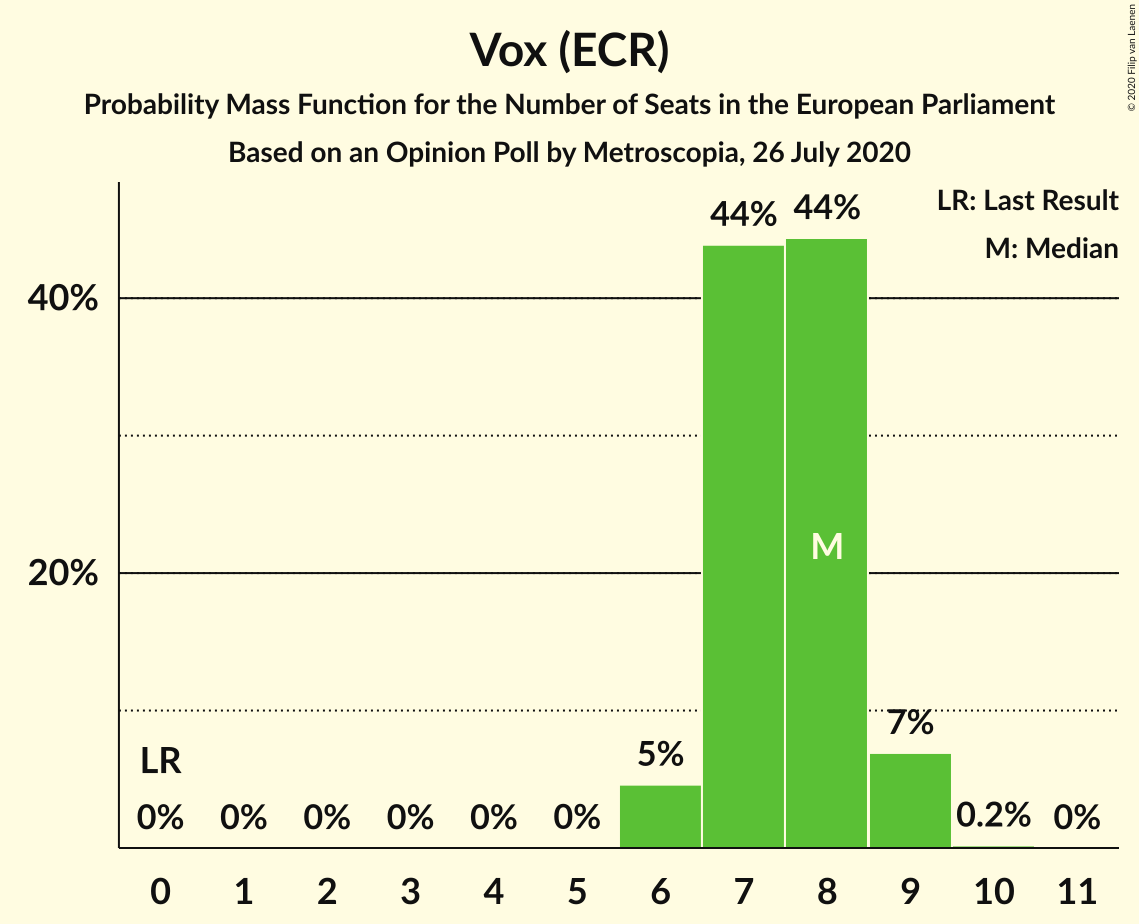 Vox (ECR)
Probability Mass Function for the Number of Seats in the European Parliament
Based on an Opinion Poll by Metroscopia, 26 July 2020
© 2020 Filip van Laenen
LR: Last Result
M: Median
44% 44%
40%
M
20%
7%
LR
5%
0% 0% 0% 0% 0% 0% 0.2% 0%
0 1 2 3 4 5 6 7 8 9 10 11